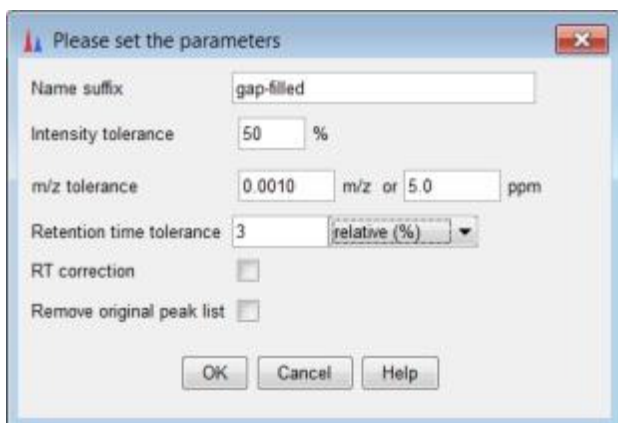 Please set the parameters
Name suffix gap-filled
Intensity tolerance 50 %
m/z tolerance 0.0010 m/z or 5.0 ppm
Retention time tolerance 3 relative (%)
RT correction
Remove original peak list
OK Cancel Help